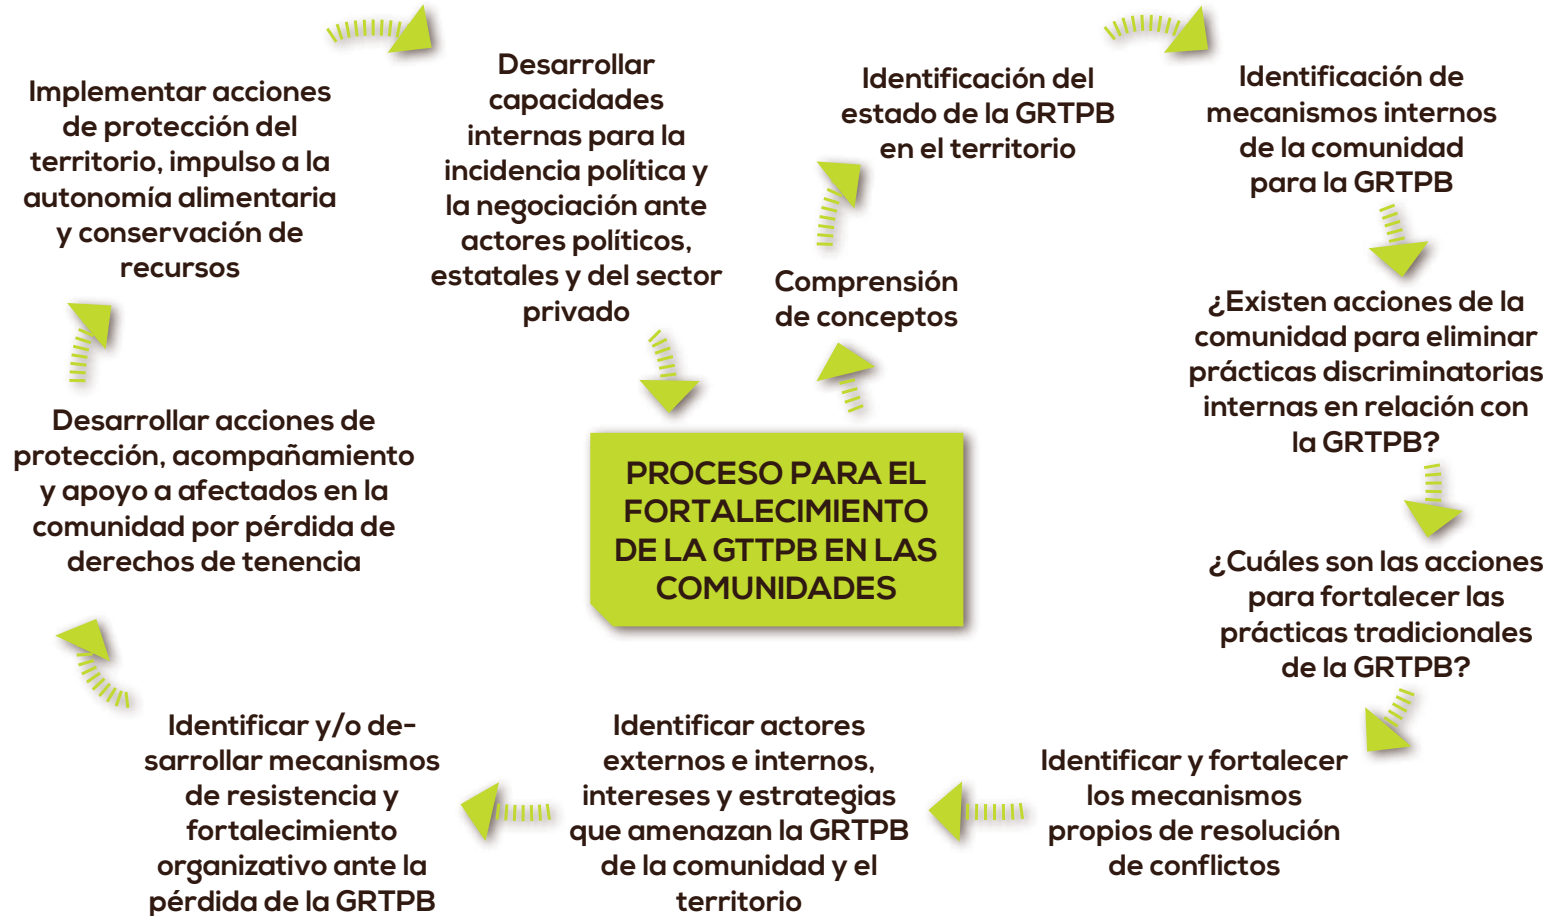 PROCESO PARA EL
FORTALECIMIENTO
DE LA GTTPB EN LAS
COMUNIDADES
Comprensión
de conceptos
Identificación del
estado de la GRTPB
en el territorio
Identificación de
mecanismos internos
de la comunidad
para la GRTPB
¿Existen acciones de la
comunidad para eliminar
prácticas discriminatorias
internas en relación con
la GRTPB?
¿Cuáles son las acciones
para fortalecer las
prácticas tradicionales
de la GRTPB?
Identificar y fortalecer
los mecanismos
propios de resolución
de conflictos
Identificar actores
externos e internos,
intereses y estrategias
que amenazan la GRTPB
de la comunidad y el
territorio
Identificar y/o de-
sarrollar mecanismos
de resistencia y
fortalecimiento
organizativo ante la
pérdida de la GRTPB
Desarrollar acciones de
protección, acompañamiento
y apoyo a afectados en la
comunidad por pérdida de
derechos de tenencia
Implementar acciones
de protección del
territorio, impulso a la
autonomía alimentaria
y conservación de
recursos
Desarrollar
capacidades
internas para la
incidencia política y
la negociación ante
actores políticos,
estatales y del sector
privado